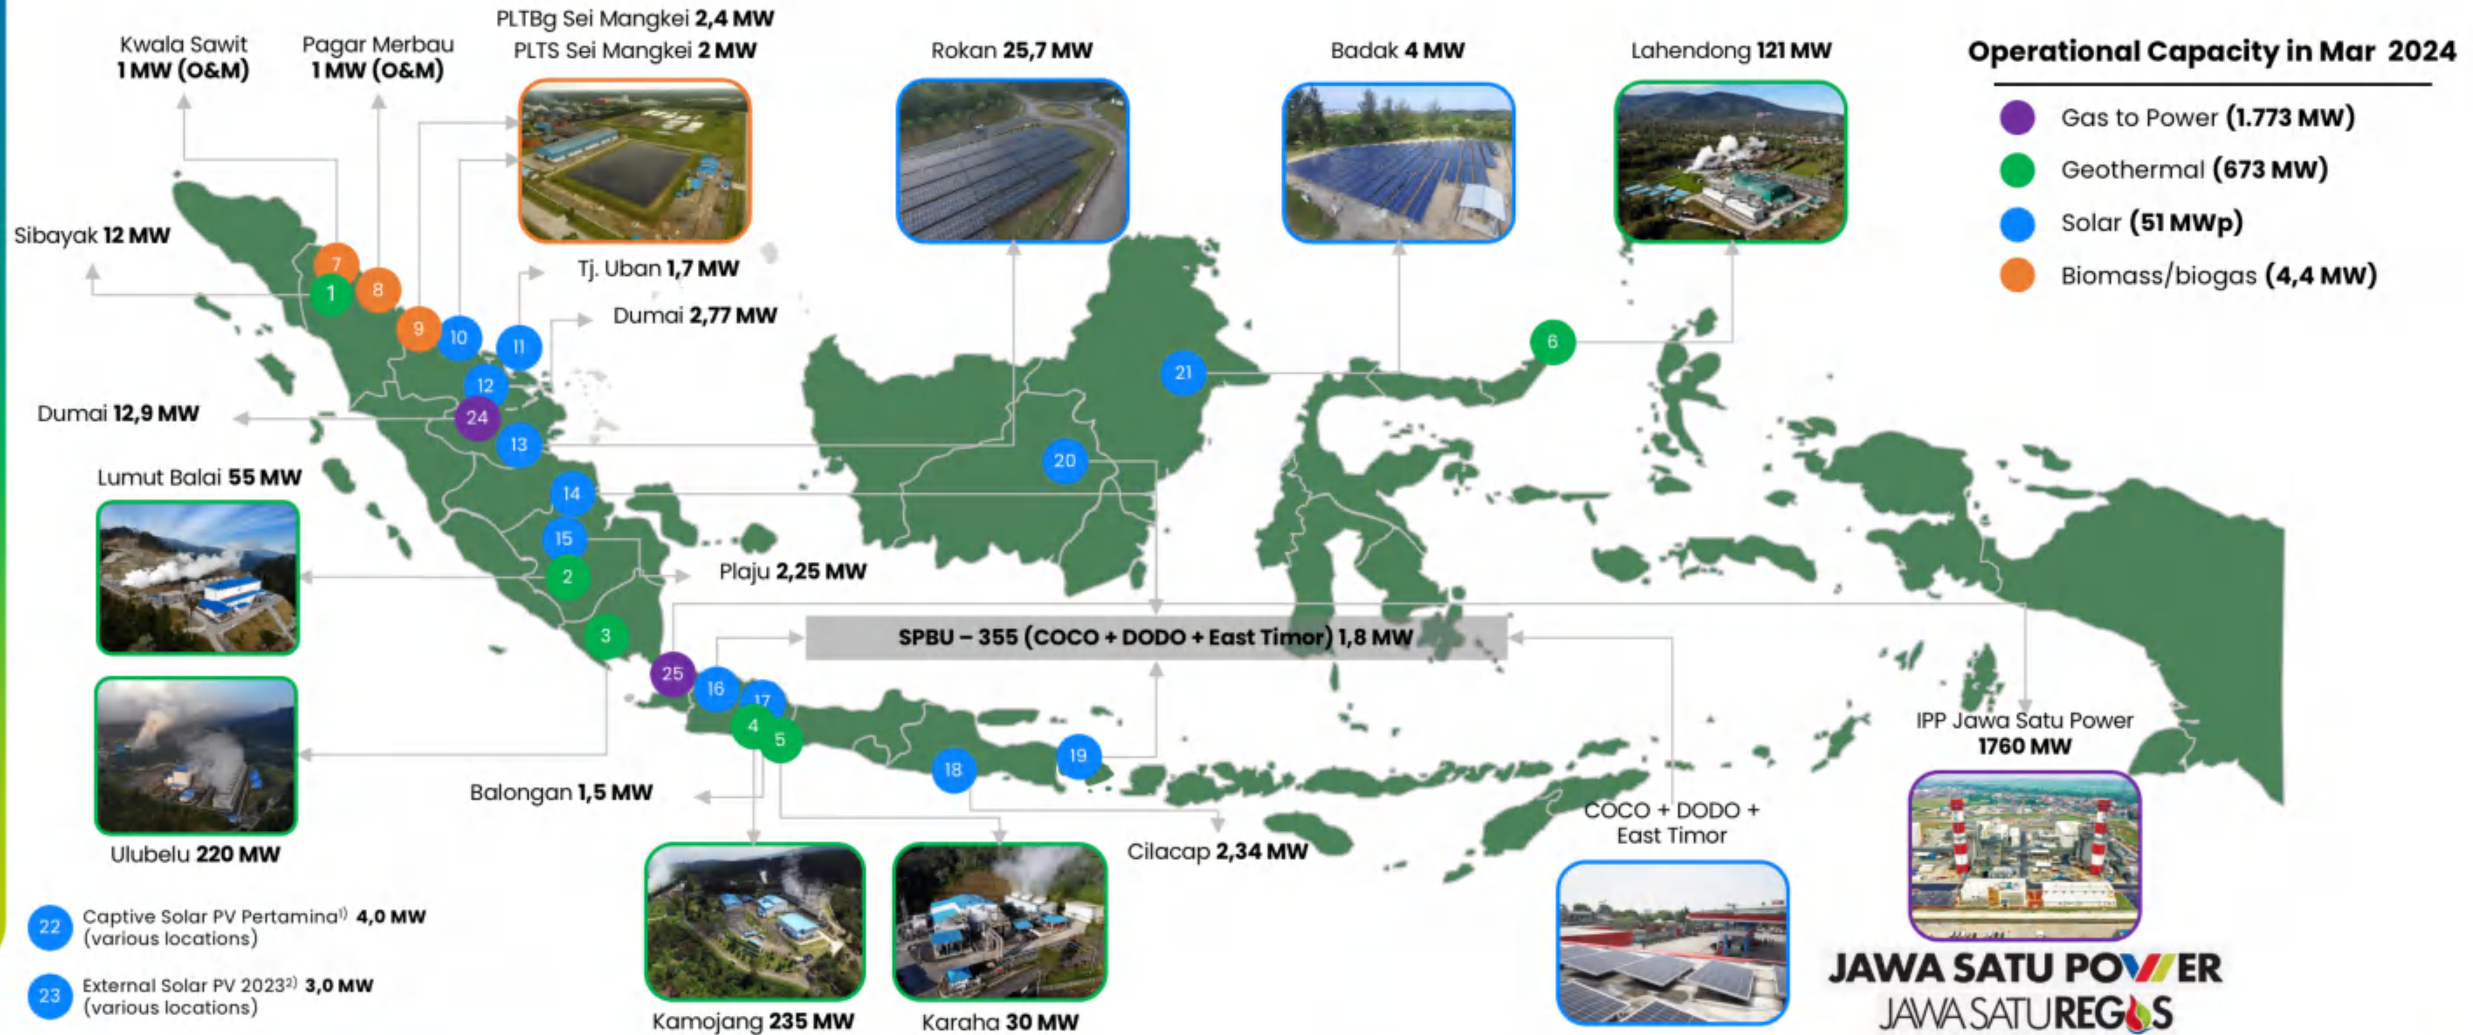 PLTBg Sei Mangkei 2,4 MW
PLTS Sei Mangkei 2 MW
Kwala Sawit
1 MW (O&M)
Pagar Merbau
1 MW (O&M)
Rokan 25,7 MW
Badak 4 MW
Lahendong 121 MW
Operational Capacity in Mar 2024
Gas to Power (1.773 MW)
Geothermal (673 MW)
Solar (51 MWp)
Biomass/biogas (4,4 MW)
Sibayak 12 MW
Tj. Uban 1,7 MW
Dumai 2,77 MW
7
1
8
9
10
11
12
24
13
14
15
2
3
25
16
17
4
5
18
19
20
21
6
Dumai 12,9 MW
Lumut Balai 55 MW
Plaju 2,25 MW
SPBU – 355 (COCO + DODO + East Timor) 1,8 MW
IPP Jawa Satu Power
1760 MW
Balongan 1,5 MW
COCO + DODO +
East Timor
Cilacap 2,34 MW
Ulubelu 220 MW
22
Captive Solar PV Pertamina¹⁾ 4,0 MW
(various locations)
23
External Solar PV 2023²⁾ 3,0 MW
(various locations)
Kamojang 235 MW
Karaha 30 MW
JAWA SATU POWER
JAWA SATU REGAS